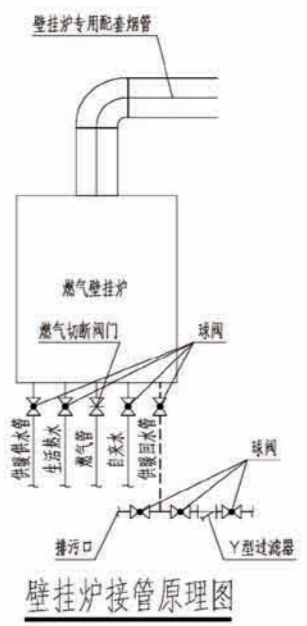 壁挂炉专用配套烟管
燃气壁挂炉
燃气切断阀门
球阀
供暖供水管
生活热水
燃气管
自来水
供暖回水管
球阀
排污口
Y型过滤器
壁挂炉接管原理图